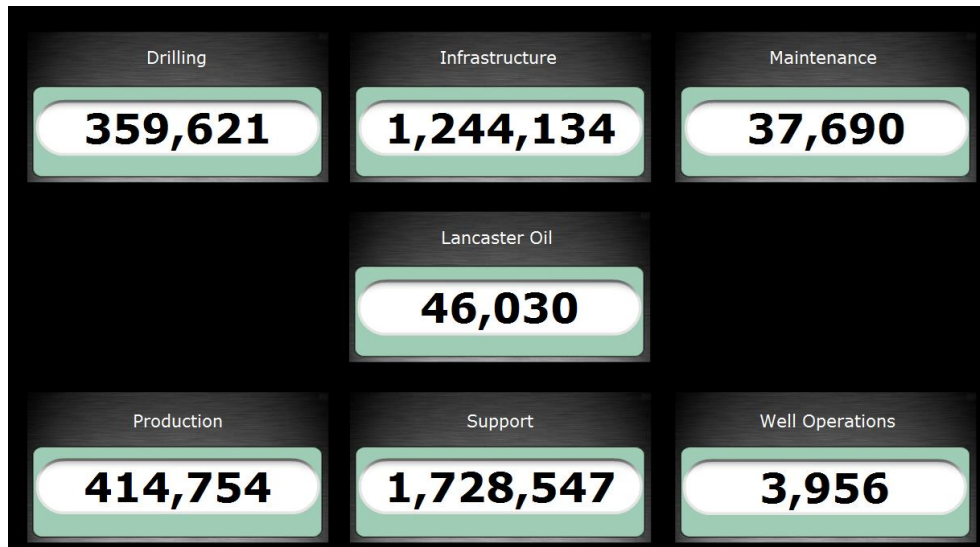 Drilling
Infrastructure
Maintenance
359,621
1,244,134
37,690
Lancaster Oil
46,030
Production
Support
Well Operations
414,754
1,728,547
3,956